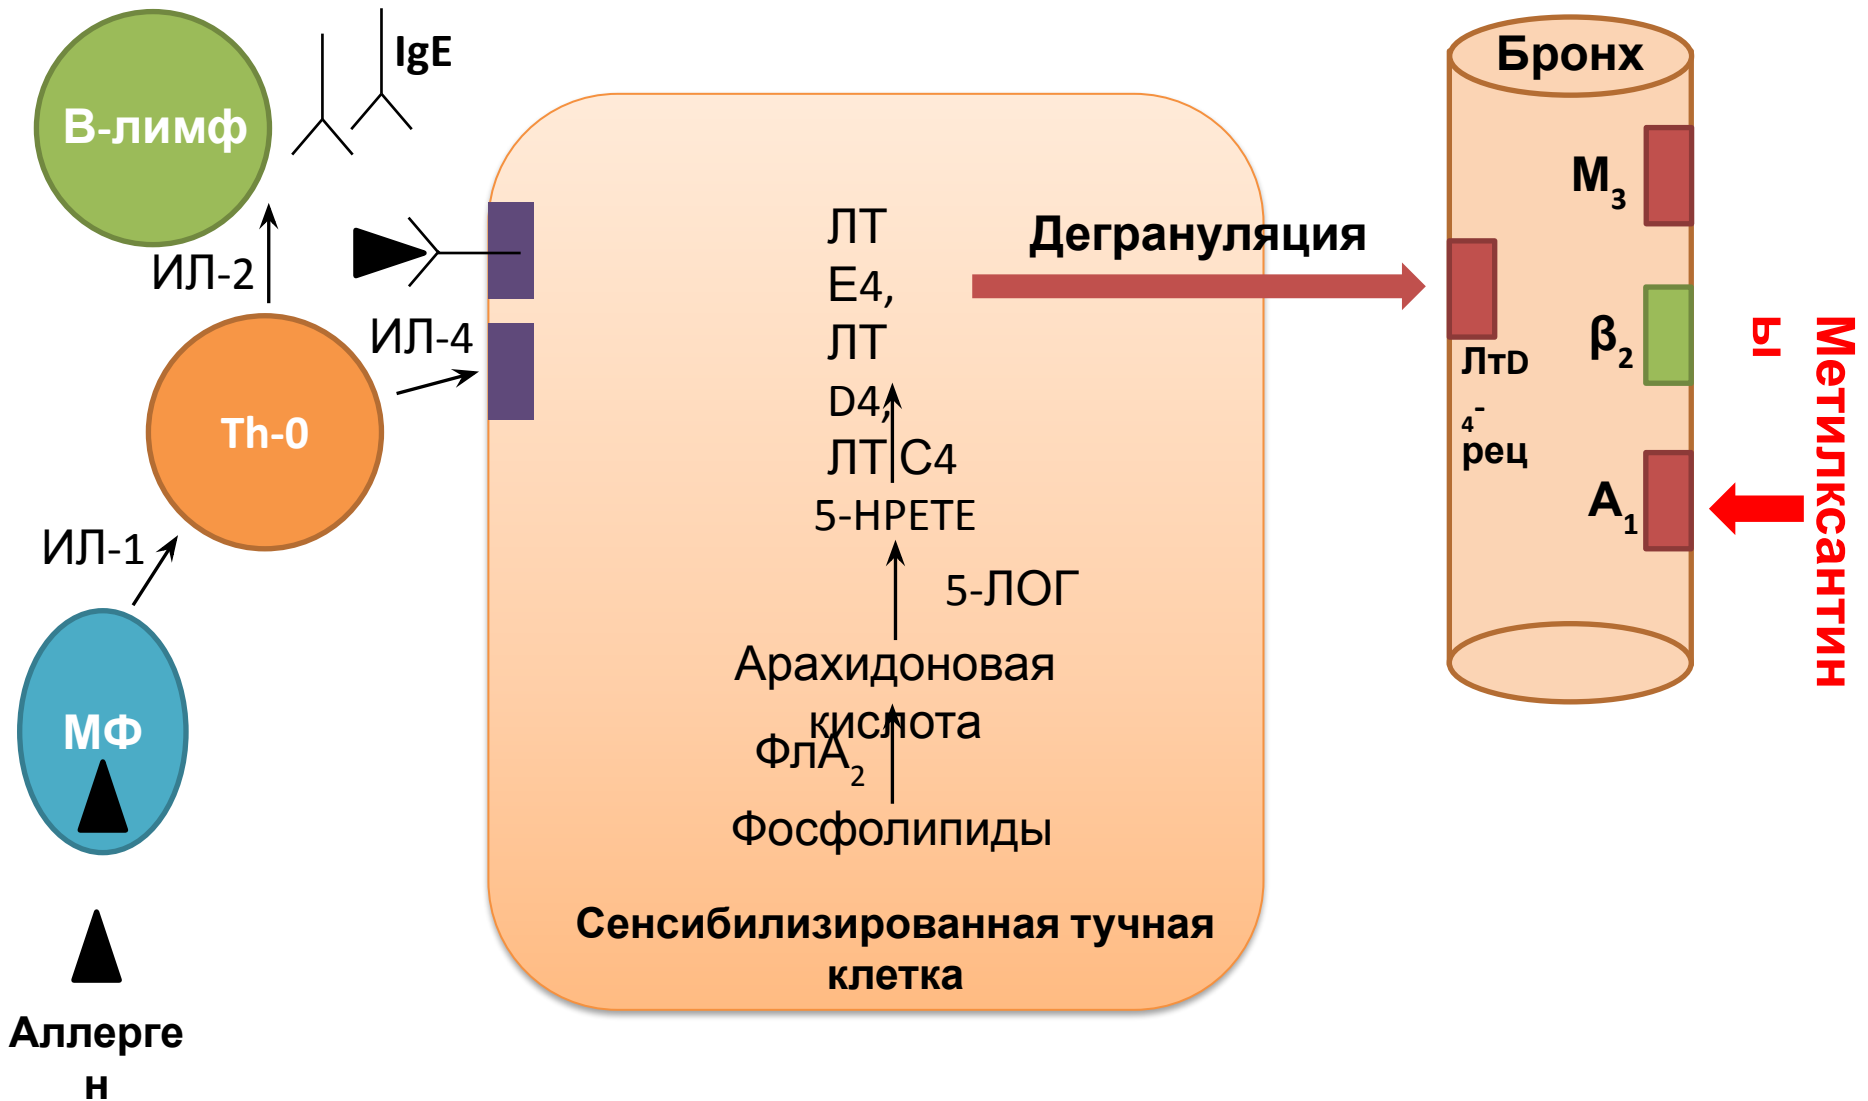 IgE
В-лимф
ИЛ-2
ИЛ-4
Th-0
ИЛ-1
МФ
Аллерге
н
ЛТ
Е4,
ЛТ
D4,
ЛТ С4
5-НРЕТЕ
5-ЛОГ
Арахидоновая
кислота
ФлА2
Фосфолипиды
Сенсибилизированная тучная
клетка
Дегрануляция
Бронх
М3
β2
ЛтD
4-
рец
А1
Метилксантин
ы